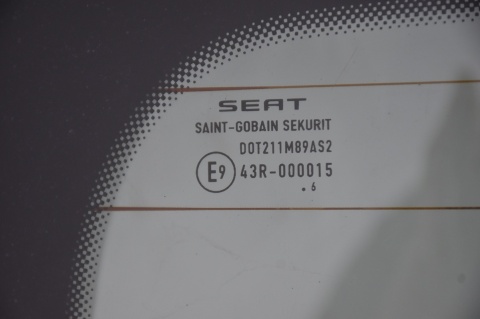 SEAT
SAINT-GOBAIN SEKURIT
DOT211M89AS2
E9 43R-000015
.6